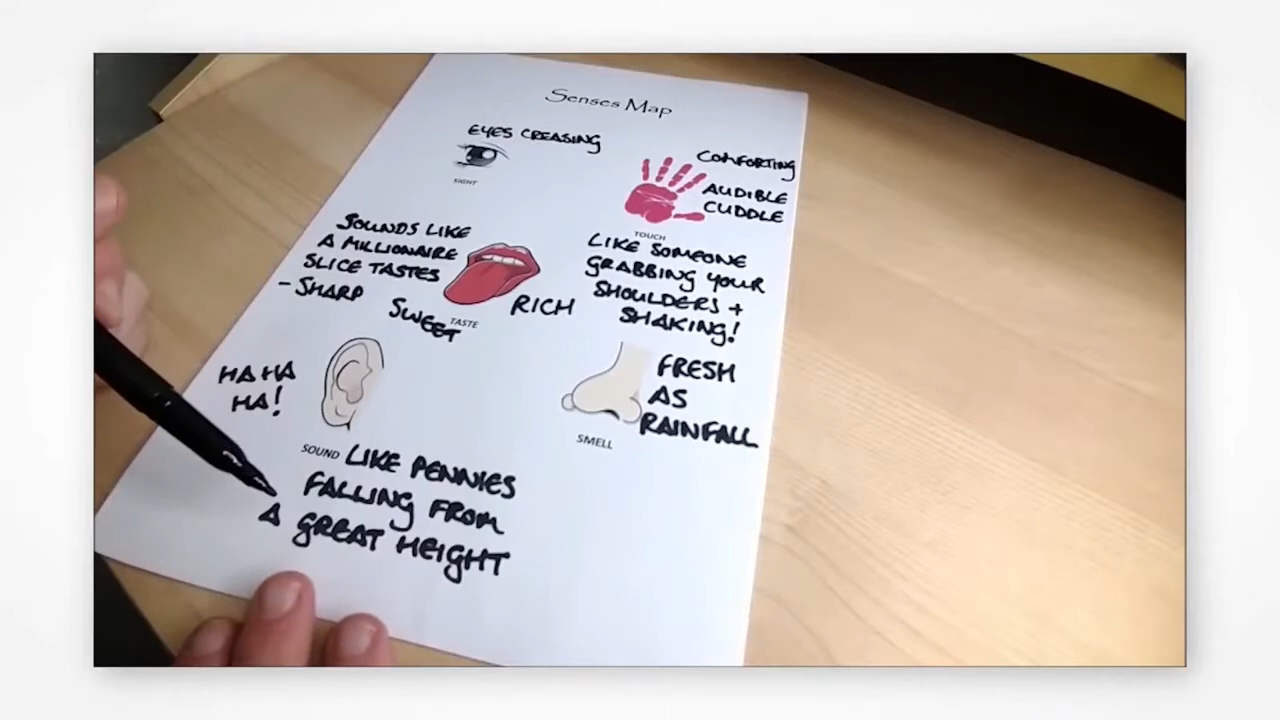 Senses Map
EYES CREASING
SIGHT
COMFORTING
AUDIBLE
CUDDLE
TOUCH
LIKE SOMEONE
GRABBING YOUR
SHOULDERS +
SHAKING!
SOUNDS LIKE
A MILLIONAIRE
SLICE TASTES
- SHARP
SWEET
RICH
TASTE
HA HA
HA!
SOUND
LIKE PENNIES
FALLING FROM
A GREAT HEIGHT
FRESH
AS
RAINFALL
SMELL